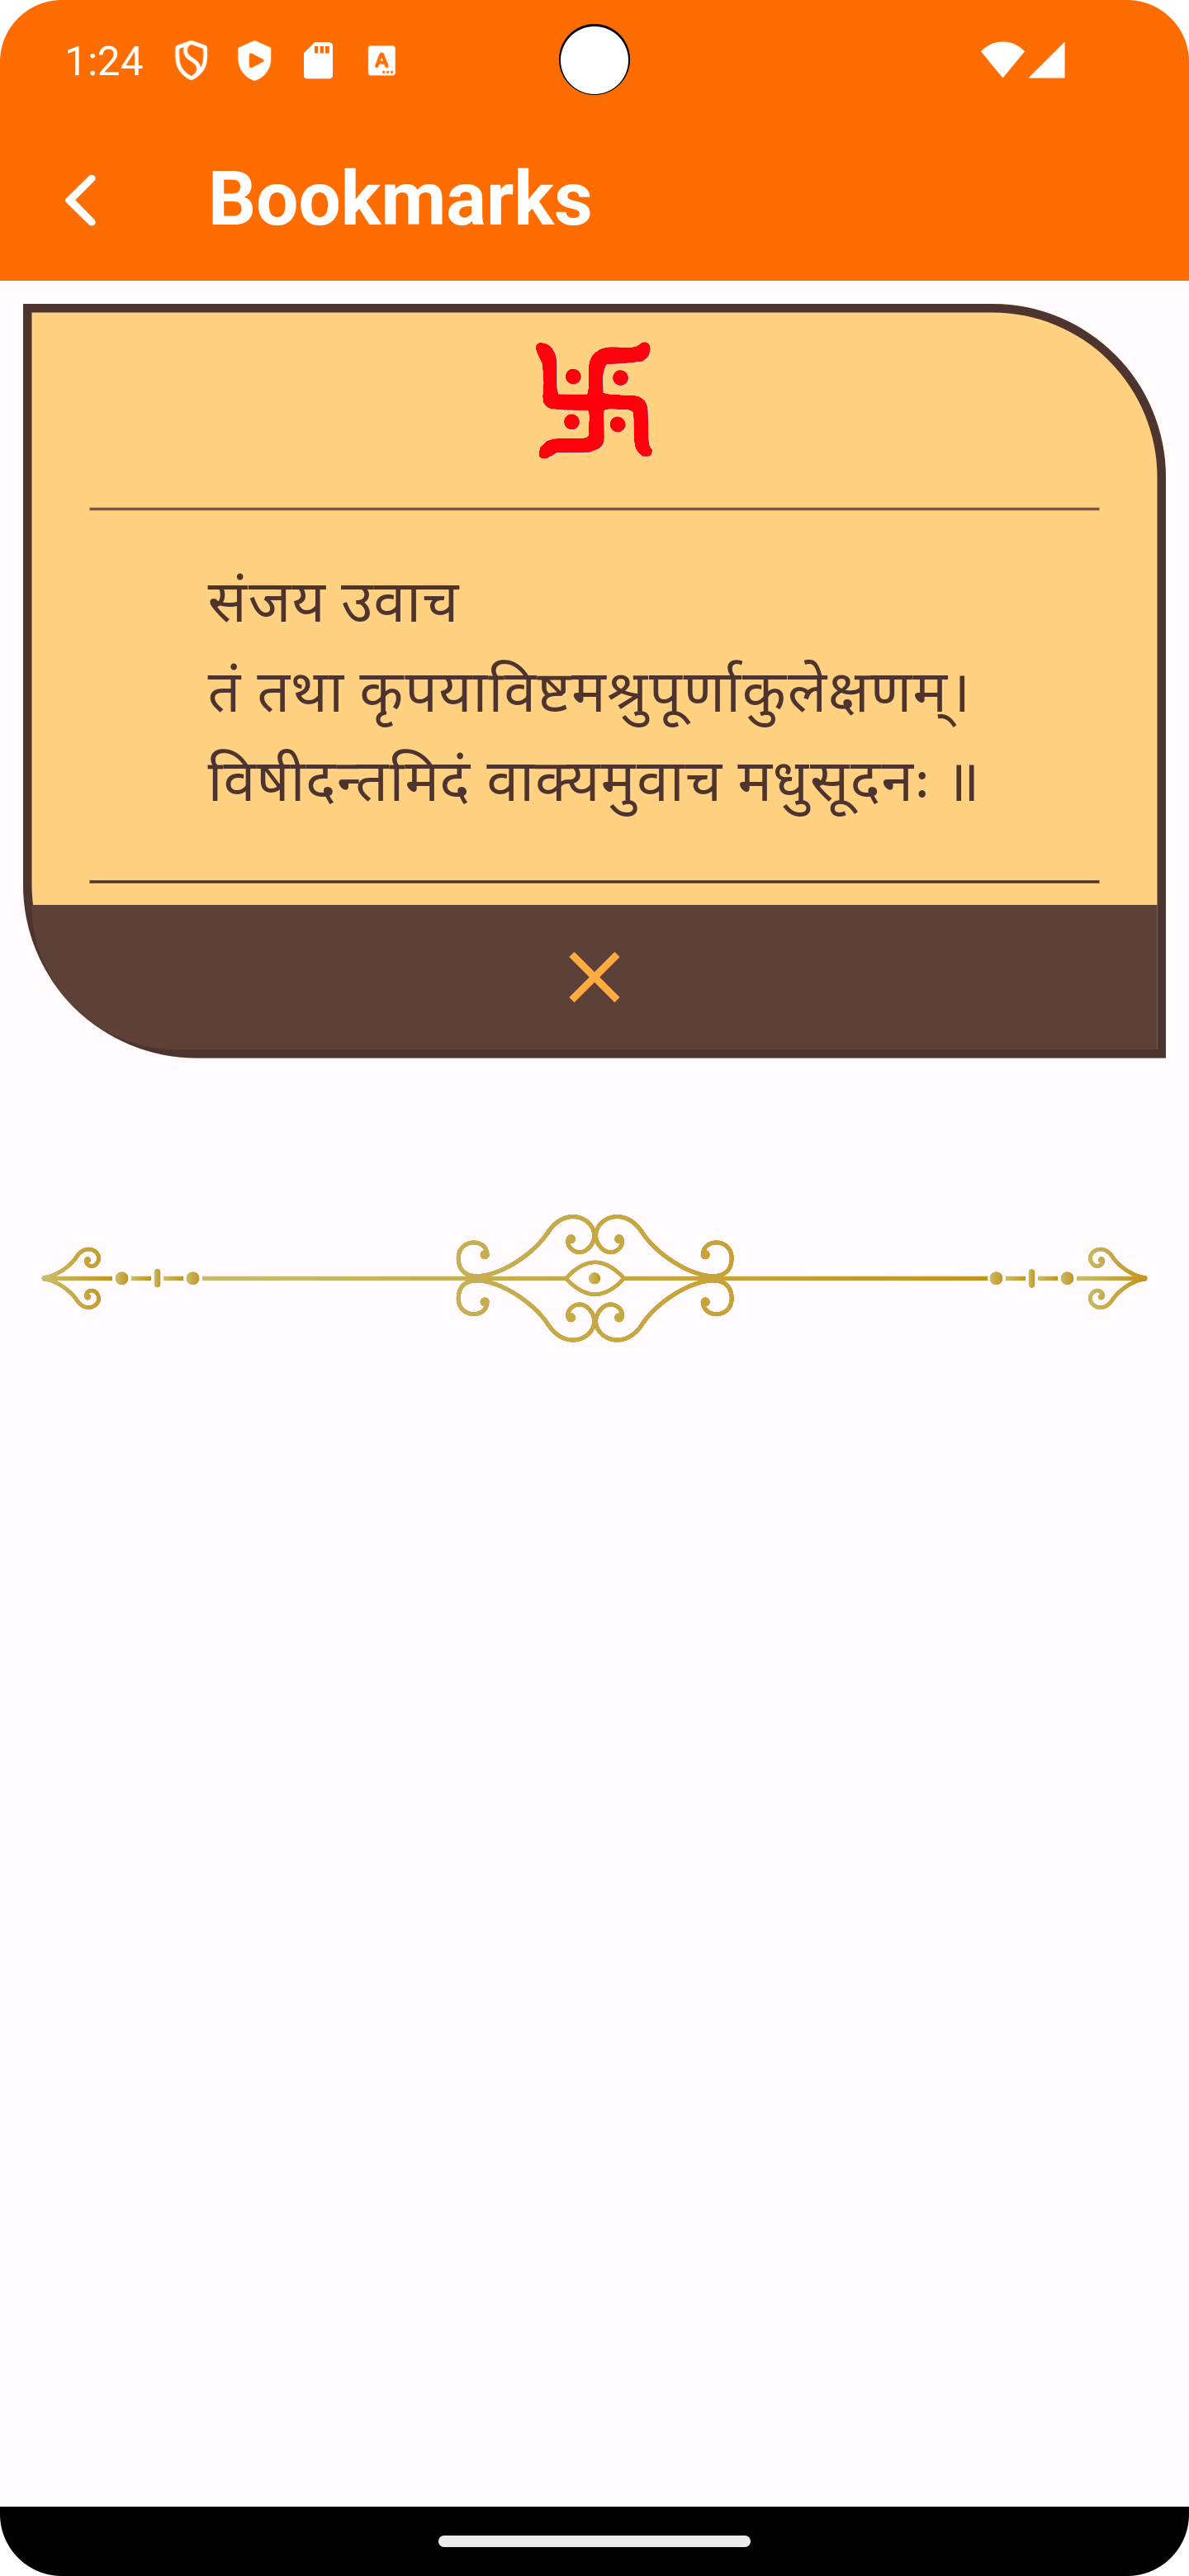 1:24
Bookmarks
संजय उवाच
तं तथा कृपयाविष्टमश्रुपूर्णाकुलेक्षणम्।
विषीदन्तमिदं वाक्यमुवाच मधुसूदनः ॥